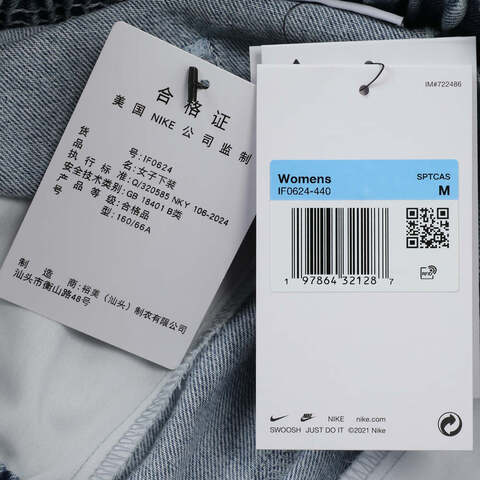 合格证
美国 NIKE 公司监制
货 号:IF0624
品 名:女子下装
执行标准:Q/320585 NKY 106-2024
安全技术类别:GB 18401 B类
等 级:合格品
号 型:160/66A
制 造 商:裕美(汕头)制衣有限公司
汕头市衡山路48号
IM#722486
Womens
SPTCAS
IF0624-440
M
1 97864 32128 7
NIKE
nike.com
SWOOSH JUST DO IT ©2021 Nike